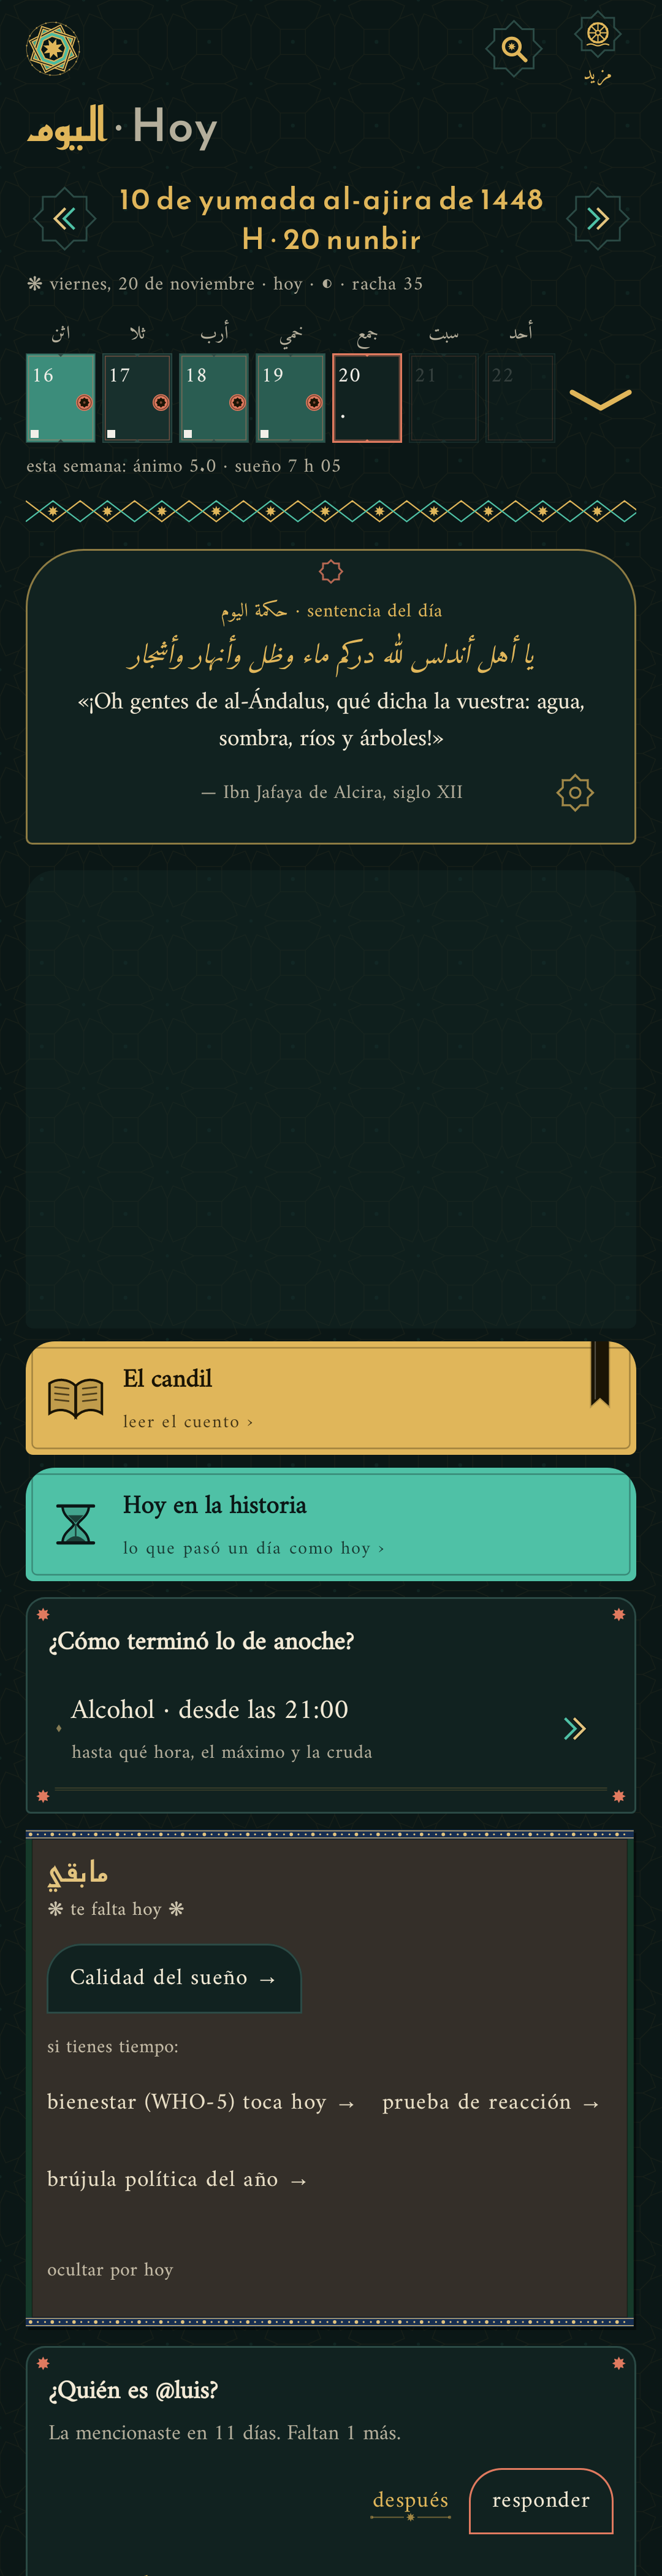 مزيد
اليوم · Hoy
10 de yumada al-ajira de 1448
H · 20 nunbir
❋ viernes, 20 de noviembre · hoy · ◐ · racha 35
اثن ثلا أرب خمي جمع سبت أحد
16 17 18 19 20 21 22
esta semana: ánimo 5.0 · sueño 7 h 05
حكمة اليوم · sentencia del día
يا أهل أندلس لله دركم ماء وظل وأنهار وأشجار
«¡Oh gentes de al-Ándalus, qué dicha la vuestra: agua,
sombra, ríos y árboles!»
— Ibn Jafaya de Alcira, siglo XII
El candil
leer el cuento ›
Hoy en la historia
lo que pasó un día como hoy ›
¿Cómo terminó lo de anoche?
Alcohol · desde las 21:00
hasta qué hora, el máximo y la cruda
مابقي
❋ te falta hoy ❋
Calidad del sueño →
si tienes tiempo:
bienestar (WHO-5) toca hoy → prueba de reacción →
brújula política del año →
ocultar por hoy
¿Quién es @luis?
La mencionaste en 11 días. Faltan 1 más.
después responder